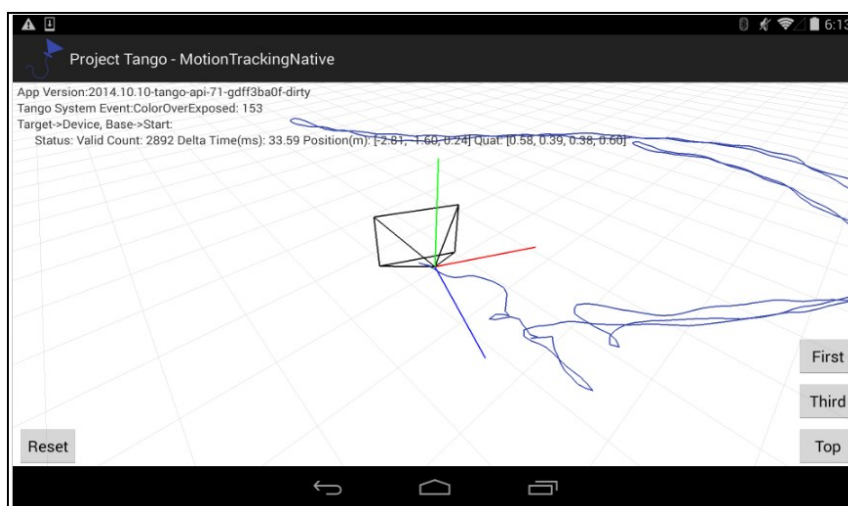 6:13
Project Tango - MotionTrackingNative
App Version:2014.10.10-tango-api-71-gdff3ba0f-dirty
Tango System Event:ColorOverExposed: 153
Target->Device, Base->Start:
Status: Valid Count: 2892 Delta Time(ms): 33.59 Position(m): [-2.81, -1.60, 0.24] Quat: [0.58, 0.39, 0.38, 0.60]
First
Third
Reset
Top